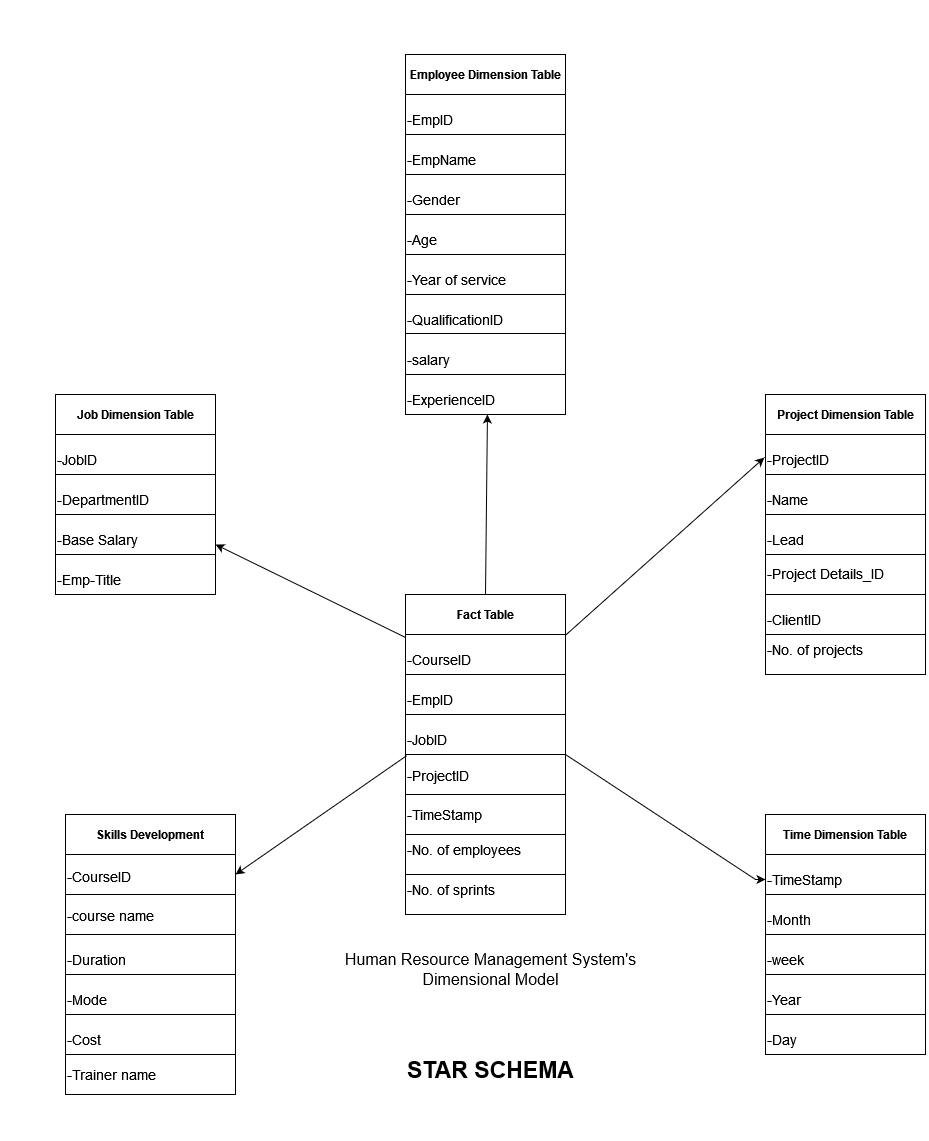 Employee Dimension Table
-EmpID
-EmpName
-Gender
-Age
-Year of service
-QualificationID
-salary
-ExperienceID
Job Dimension Table
-JobID
-DepartmentID
-Base Salary
-Emp-Title
Project Dimension Table
-ProjectID
-Name
-Lead
-Project Details_ID
-ClientID
-No. of projects
Fact Table
-CourseID
-EmpID
-JobID
-ProjectID
-TimeStamp
-No. of employees
-No. of sprints
Skills Development
-CourseID
-course name
-Duration
-Mode
-Cost
-Trainer name
Time Dimension Table
-TimeStamp
-Month
-week
-Year
-Day
Human Resource Management System's
Dimensional Model
STAR SCHEMA